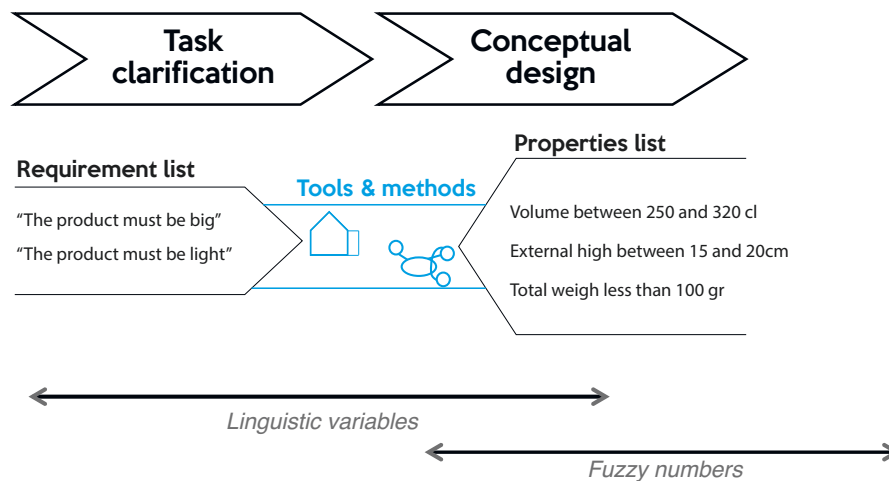 Task
clarification
Conceptual
design
Requirement list
"The product must be big"
"The product must be light"
Tools & methods
Properties list
Volume between 250 and 320 cl
External high between 15 and 20cm
Total weigh less than 100 gr
Linguistic variables
Fuzzy numbers